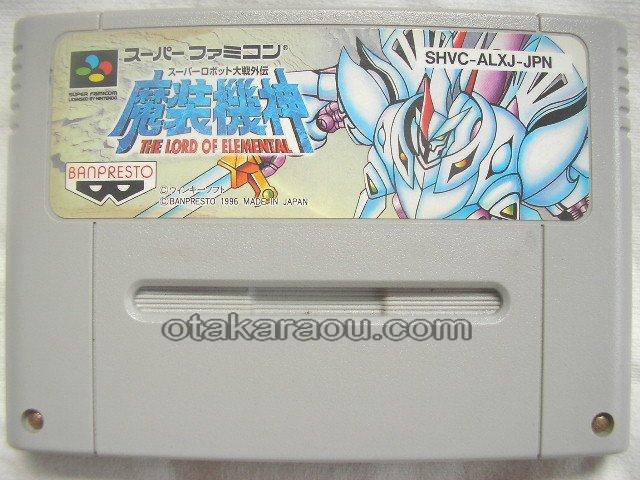 スーパーファミコン®
SUPER FAMICOM
LICENSED BY NINTENDO
スーパーロボット大戦外伝
魔装機神
THE LORD OF ELEMENTAL
BANPRESTO
©ウィンキーソフト
©BANPRESTO 1996 MADE IN JAPAN
SHVC-ALXJ-JPN
otakaraou.com